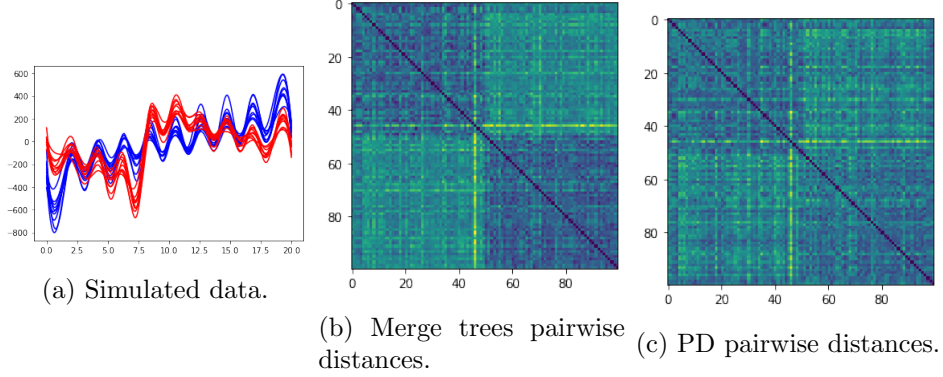 600
400
200
0
−200
−400
−600
−800
0.0 2.5 5.0 7.5 10.0 12.5 15.0 17.5 20.0
(a) Simulated data.
0
20
40
60
80
0 20 40 60 80
(b) Merge trees pairwise
distances.
0
20
40
60
80
0 20 40 60 80
(c) PD pairwise distances.